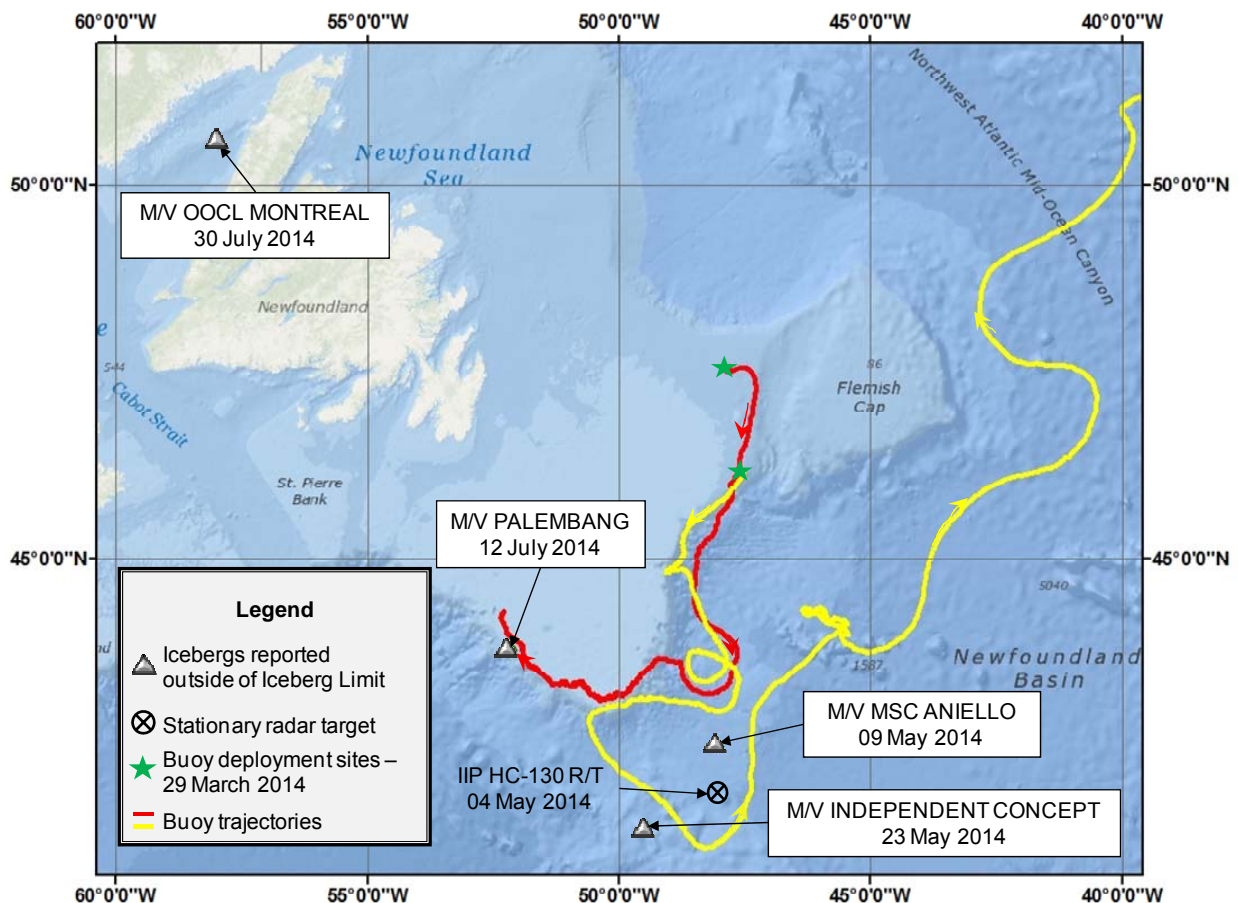 60°0'0"W 55°0'0"W 50°0'0"W 45°0'0"W 40°0'0"W
Northwest Atlantic Mid-Ocean Canyon
Newfoundland
Sea
50°0'0"N
50°0'0"N
M/V OOCL MONTREAL
30 July 2014
Newfoundland
e
544
Cabot Strait
86
Flemish
Cap
St. Pierre
Bank
M/V PALEMBANG
12 July 2014
45°0'0"N
45°0'0"N
5040
Legend
Icebergs reported
outside of Iceberg Limit
Stationary radar target
Buoy deployment sites –
29 March 2014
Buoy trajectories
nd
1587
Newfoundland
Basin
M/V MSC ANIELLO
09 May 2014
IIP HC-130 R/T
04 May 2014
M/V INDEPENDENT CONCEPT
23 May 2014
60°0'0"W 55°0'0"W 50°0'0"W 45°0'0"W 40°0'0"W